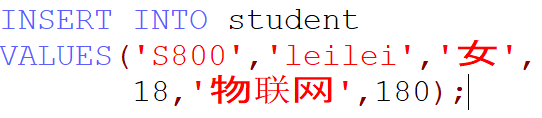 INSERT INTO student
VALUES('S800','leilei','女',
18,'物联网',180);